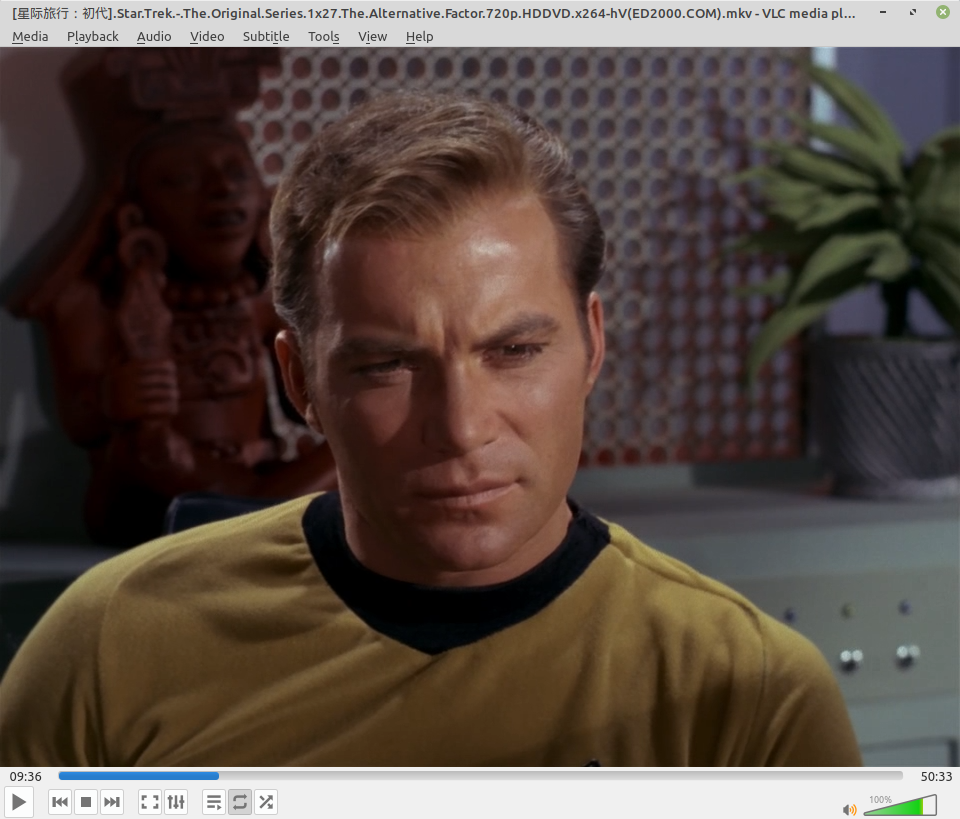 [星际旅行：初代].Star.Trek.-.The.Original.Series.1x27.The.Alternative.Factor.720p.HDDVD.x264-hV(ED2000.COM).mkv - VLC media pl...
Media Playback Audio Video Subtitle Tools View Help
09:36 50:33
100%